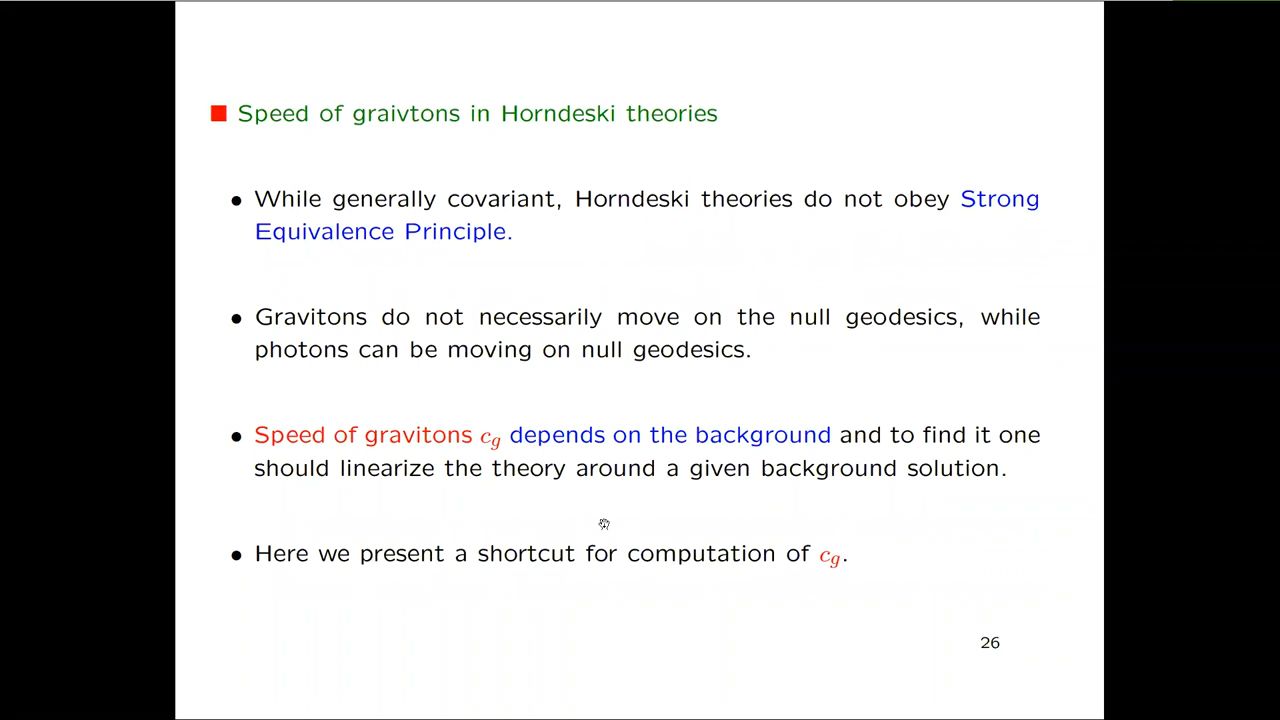 Speed of graivtons in Horndeski theories
• While generally covariant, Horndeski theories do not obey Strong
Equivalence Principle.
• Gravitons do not necessarily move on the null geodesics, while
photons can be moving on null geodesics.
• Speed of gravitons c_g depends on the background and to find it one
should linearize the theory around a given background solution.
• Here we present a shortcut for computation of c_g.
26